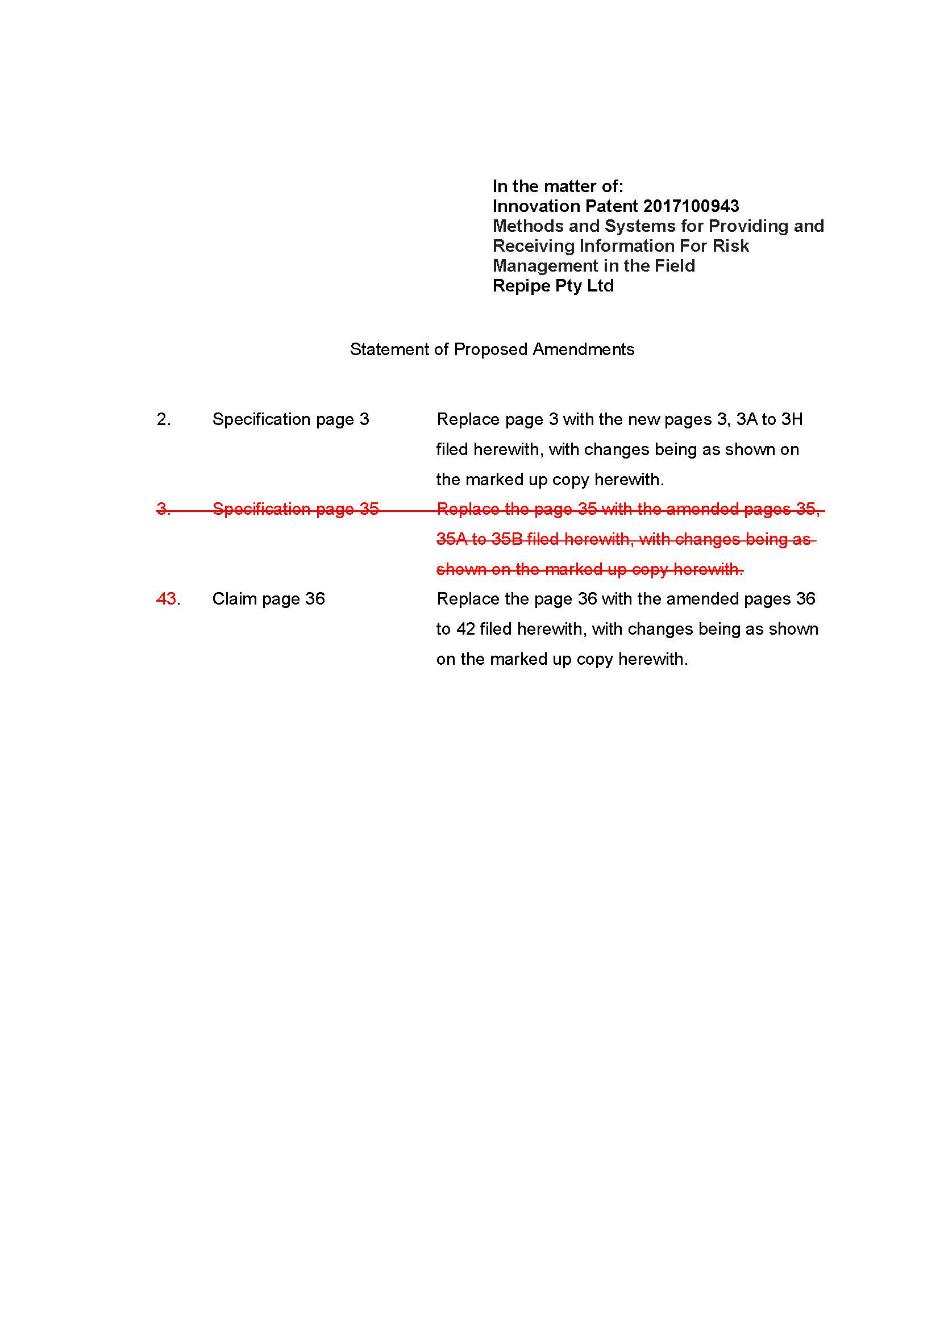 In the matter of:
Innovation Patent 2017100943
Methods and Systems for Providing and
Receiving Information For Risk
Management in the Field
Repipe Pty Ltd
Statement of Proposed Amendments
2. Specification page 3 Replace page 3 with the new pages 3, 3A to 3H
filed herewith, with changes being as shown on
the marked up copy herewith.
3. Specification page 35 Replace the page 35 with the amended pages 35,
35A to 35B filed herewith, with changes being as
shown on the marked up copy herewith.
43. Claim page 36 Replace the page 36 with the amended pages 36
to 42 filed herewith, with changes being as shown
on the marked up copy herewith.